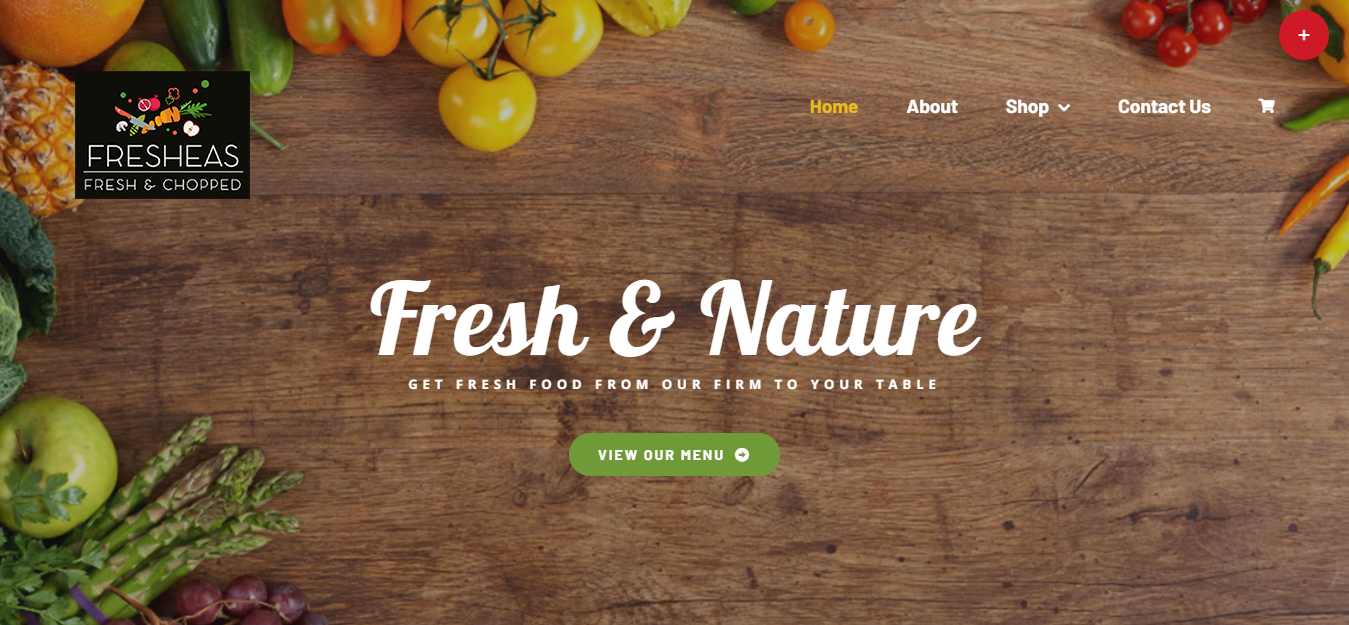 FRESHEAS
FRESH & CHOPPED
Home About Shop Contact Us
+
Fresh & Nature
GET FRESH FOOD FROM OUR FIRM TO YOUR TABLE
VIEW OUR MENU